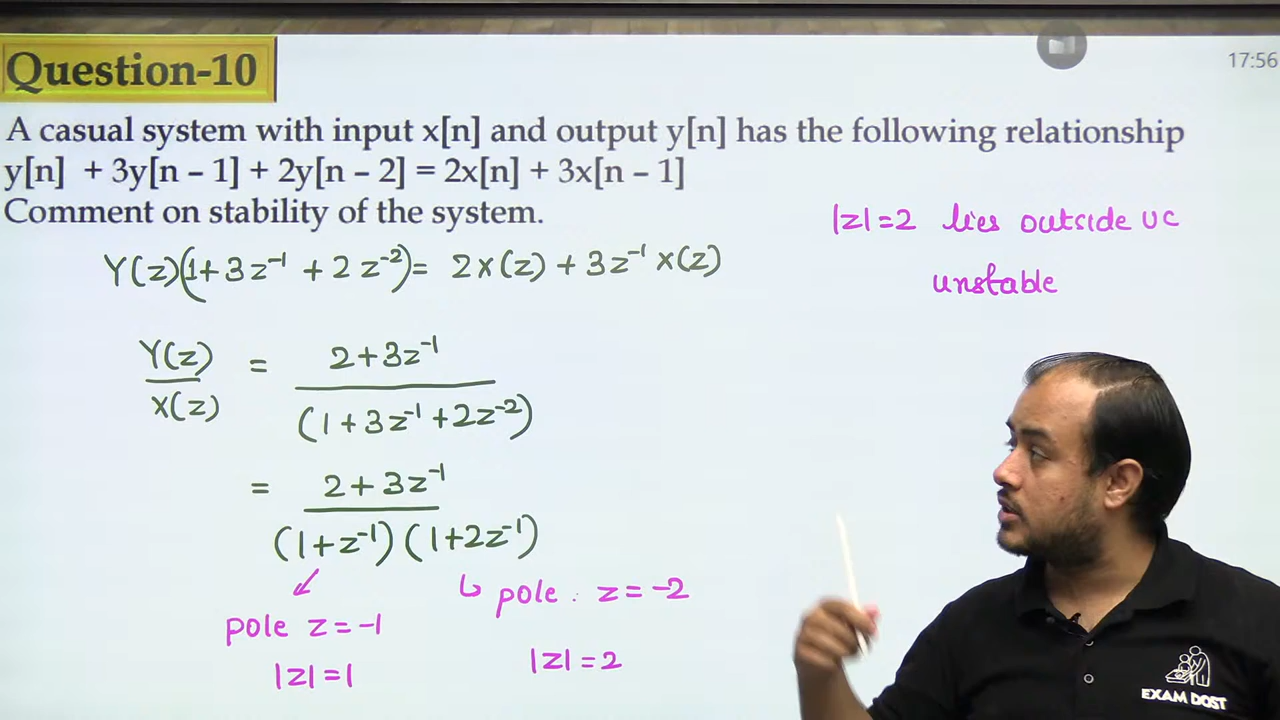 Question-10
17:56
A casual system with input x[n] and output y[n] has the following relationship
y[n] + 3y[n – 1] + 2y[n – 2] = 2x[n] + 3x[n – 1]
Comment on stability of the system.
|z|=2 lies outside UC
unstable
Y(z)(1+3z⁻¹ + 2z⁻²) = 2X(z) + 3z⁻¹ X(z)
Y(z)/X(z) = (2+3z⁻¹)/(1+3z⁻¹+2z⁻²)
= (2+3z⁻¹)/((1+z⁻¹)(1+2z⁻¹))
pole z = -1
|z|=1
↳ pole : z = -2
|z| = 2
EXAM DOST